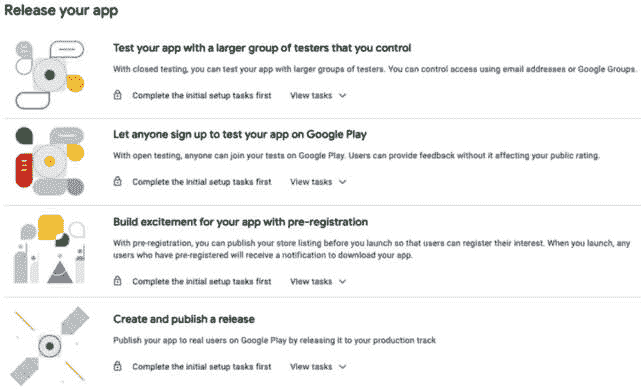 Release your app
Test your app with a larger group of testers that you control
With closed testing, you can test your app with larger groups of testers. You can control access using email addresses or Google Groups.
Complete the initial setup tasks first View tasks
Let anyone sign up to test your app on Google Play
With open testing, anyone can join your tests on Google Play. Users can provide feedback without it affecting your public rating.
Complete the initial setup tasks first View tasks
Build excitement for your app with pre-registration
With pre-registration, you can publish your store listing before you launch so that users can register their interest. When you launch, any
users who have pre-registered will receive a notification to download your app.
Complete the initial setup tasks first View tasks
Create and publish a release
Publish your app to real users on Google Play by releasing it to your production track
Complete the initial setup tasks first View tasks